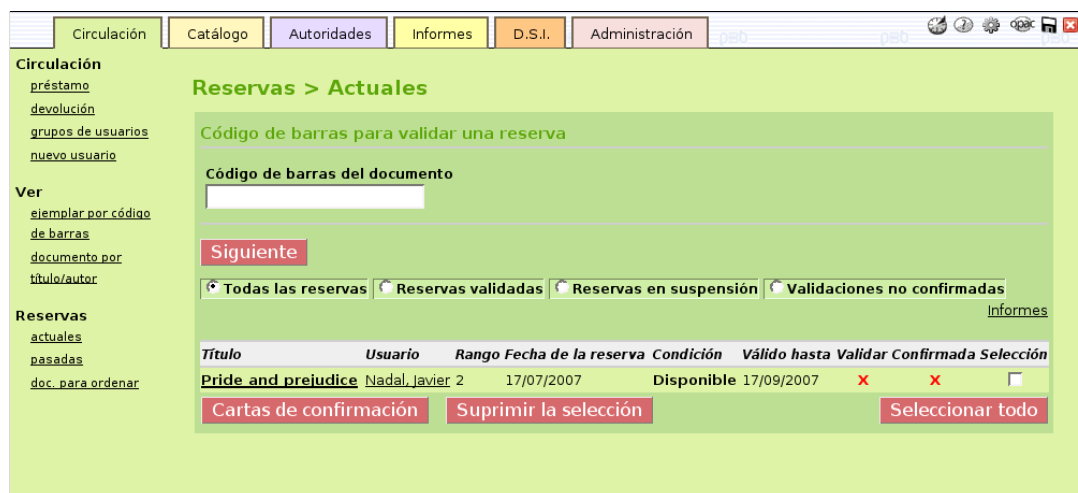 Circulación Catálogo Autoridades Informes D.S.I. Administración opac
Circulación
préstamo
devolución
grupos de usuarios
nuevo usuario
Ver
ejemplar por código
de barras
documento por
título/autor
Reservas
actuales
pasadas
doc. para ordenar
Reservas > Actuales
Código de barras para validar una reserva
Código de barras del documento
Siguiente
Todas las reservas Reservas validadas Reservas en suspensión Validaciones no confirmadas
Informes
Título Usuario Rango Fecha de la reserva Condición Válido hasta Validar Confirmada Selección
Pride and prejudice Nadal, Javier 2 17/07/2007 Disponible 17/09/2007 X X
Cartas de confirmación Suprimir la selección Seleccionar todo